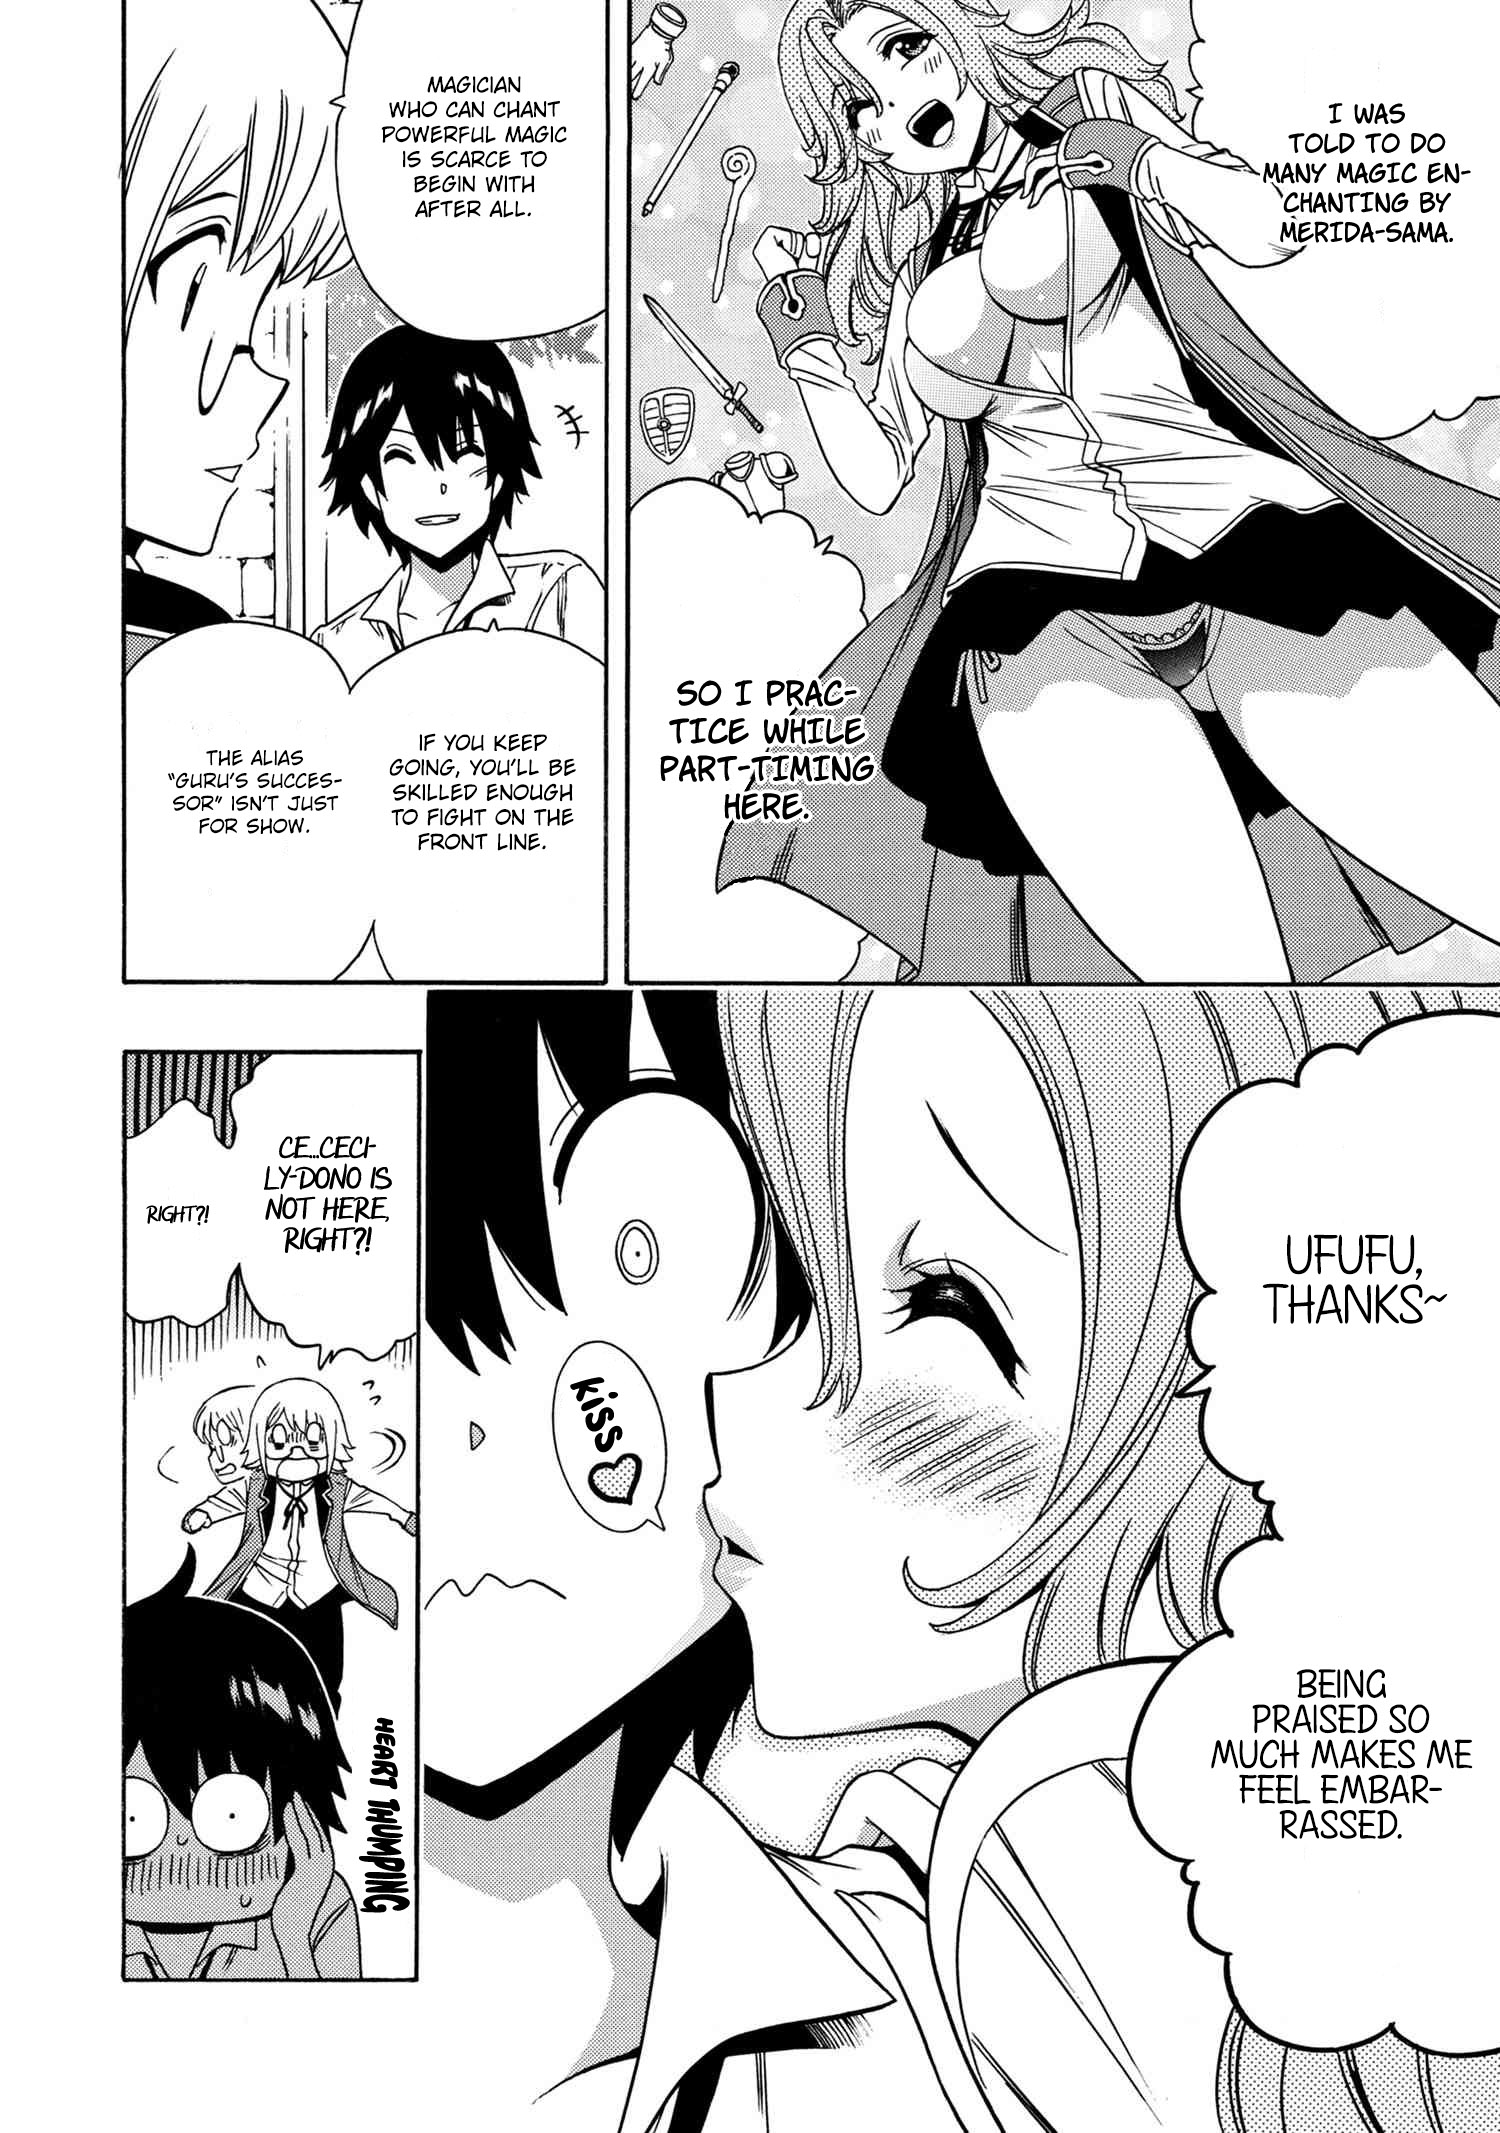 I WAS
TOLD TO DO
MANY MAGIC EN-
CHANTING BY
MERIDA-SAMA.
SO I PRAC-
TICE WHILE
PART-TIMING
HERE.
MAGICIAN
WHO CAN CHANT
POWERFUL MAGIC
IS SCARCE TO
BEGIN WITH
AFTER ALL.
IF YOU KEEP
GOING, YOU'LL BE
SKILLED ENOUGH
TO FIGHT ON THE
FRONT LINE.
THE ALIAS
"GURU'S SUCCES-
SOR" ISN'T JUST
FOR SHOW.
UFUFU,
THANKS~
BEING
PRAISED SO
MUCH MAKES ME
FEEL EMBAR-
RASSED.
kiss♡
CE...CECI-
LY-DONO IS
NOT HERE,
RIGHT?!
RIGHT?!
HEART THUMPING